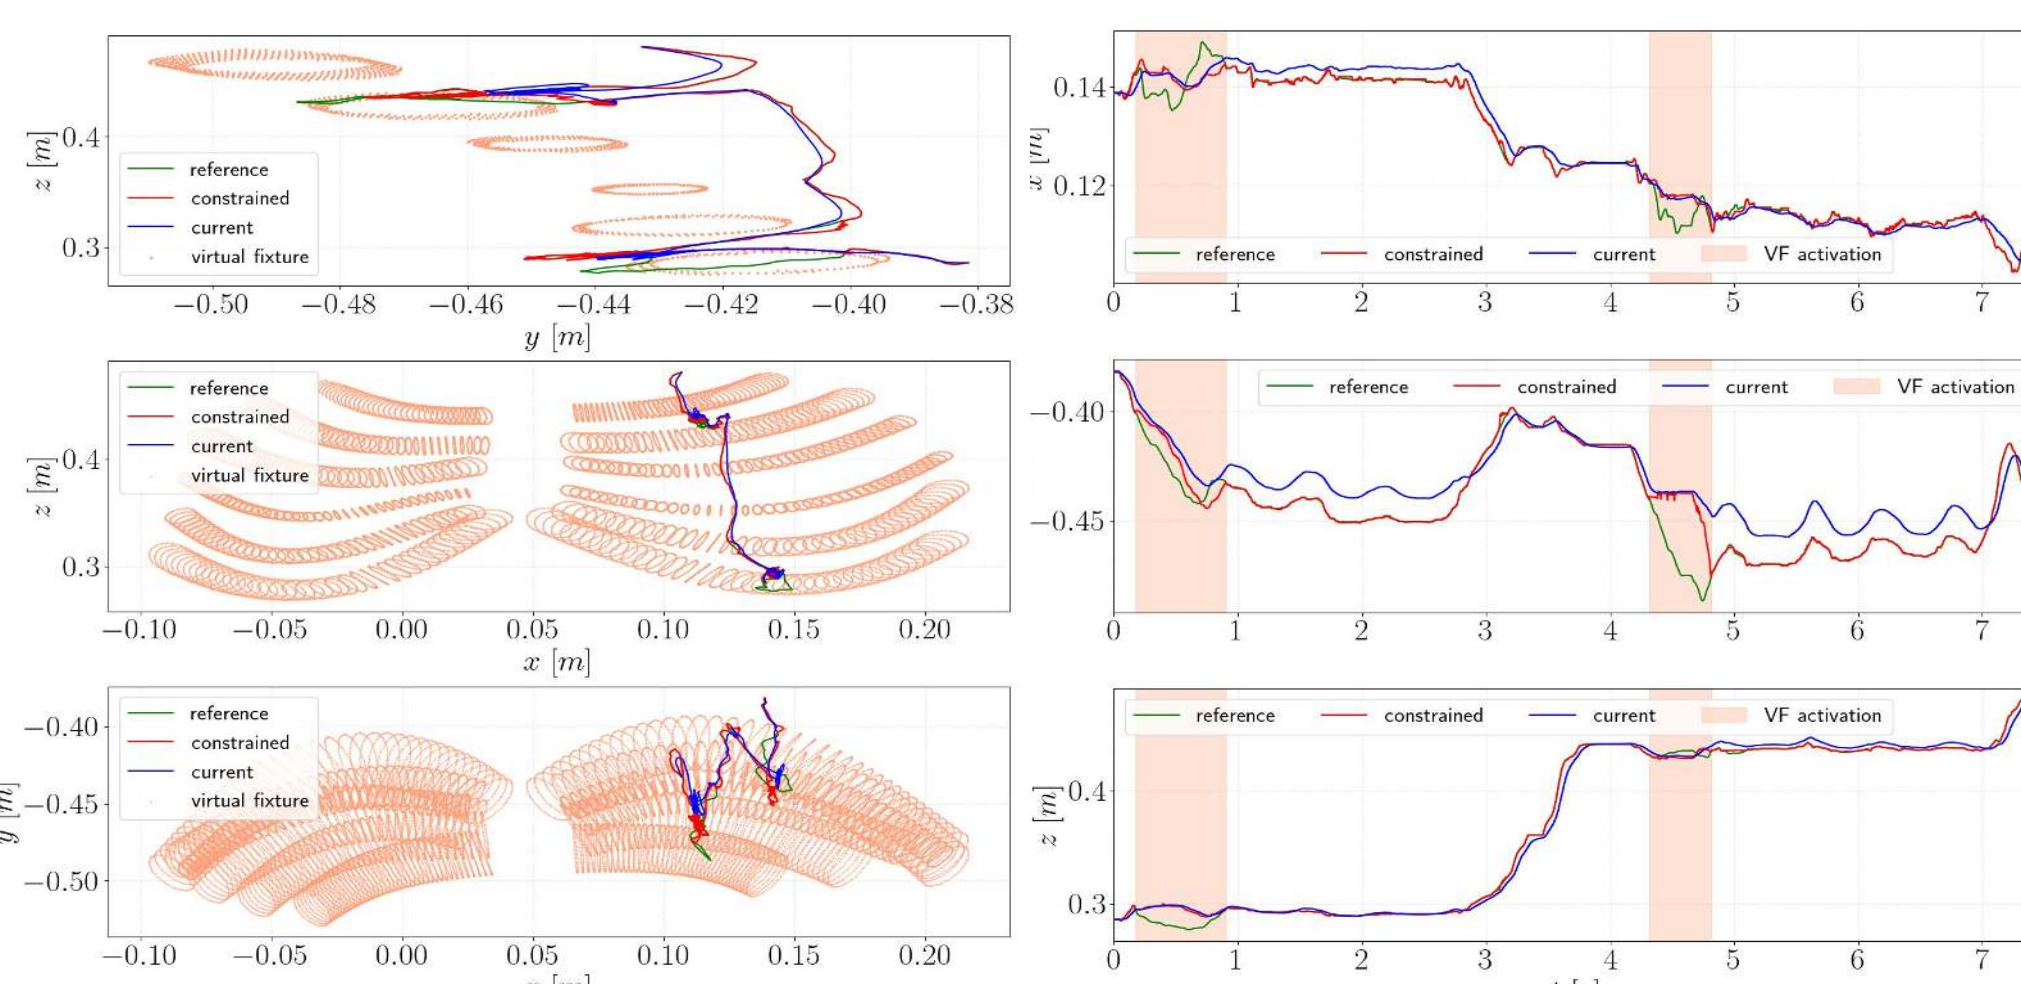 z [m]
0.4
0.3
reference
constrained
current
virtual fixture
−0.50 −0.48 −0.46 −0.44 −0.42 −0.40 −0.38
y [m]
z [m]
0.4
0.3
reference
constrained
current
virtual fixture
−0.10 −0.05 0.00 0.05 0.10 0.15 0.20
x [m]
y [m]
−0.40
−0.45
−0.50
reference
constrained
current
virtual fixture
−0.10 −0.05 0.00 0.05 0.10 0.15 0.20
x [m]
0.14
0.12
reference constrained current VF activation
0 1 2 3 4 5 6 7
−0.40
−0.45
reference constrained current VF activation
0 1 2 3 4 5 6 7
z [m]
0.4
0.3
reference constrained current VF activation
0 1 2 3 4 5 6 7